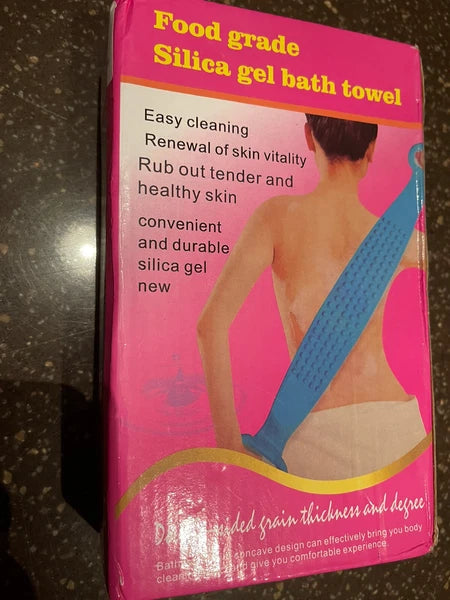 Food grade
Silica gel bath towel
Easy cleaning
Renewal of skin vitality
Rub out tender and
healthy skin
convenient
and durable
silica gel
new
grain thickness and degree
concave design can effectively bring you body
and give you comfortable experience.